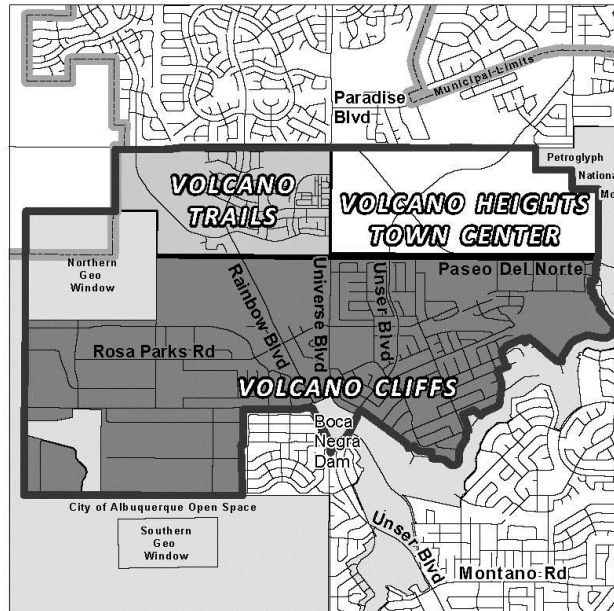 Paradise
Blvd
Municipal Limits
Petroglyph
National
Mo
VOLCANO
TRAILS
VOLCANO HEIGHTS
TOWN CENTER
Northern
Geo
Window
Rainbow Blvd
Universe Blvd
Unser Blvd
Paseo Del Norte
Rosa Parks Rd
VOLCANO CLIFFS
Boca
Negra
Dam
City of Albuquerque Open Space
Southern
Geo
Window
Unser Blvd
Montano Rd